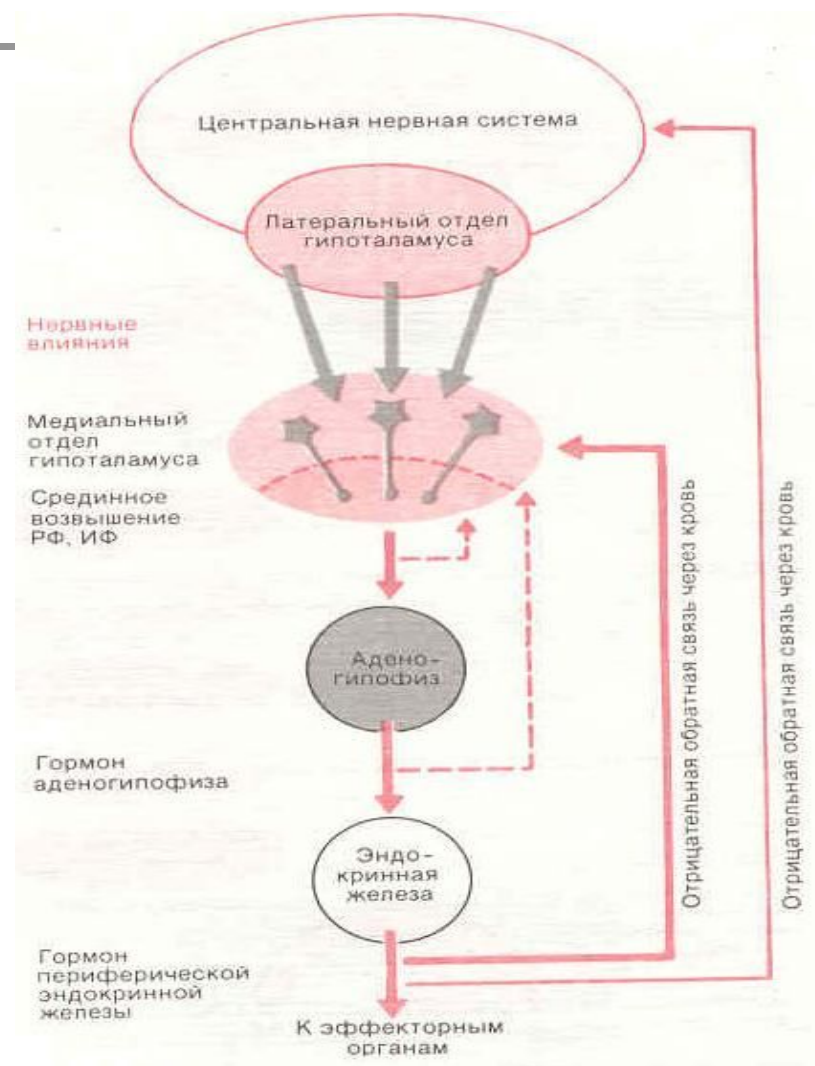 Центральная нервная система
Латеральный отдел
гипоталамуса
Нервные
влияния
Медиальный
отдел
гипоталамуса
Срединное
возвышение
РФ, ИФ
Адено-
гипофиз
Гормон
аденогипофиза
Эндо-
кринная
железа
Гормон
периферической
эндокринной
железы
К эффекторным
органам
Отрицательная обратная связь через кровь
Отрицательная обратная связь через кровь